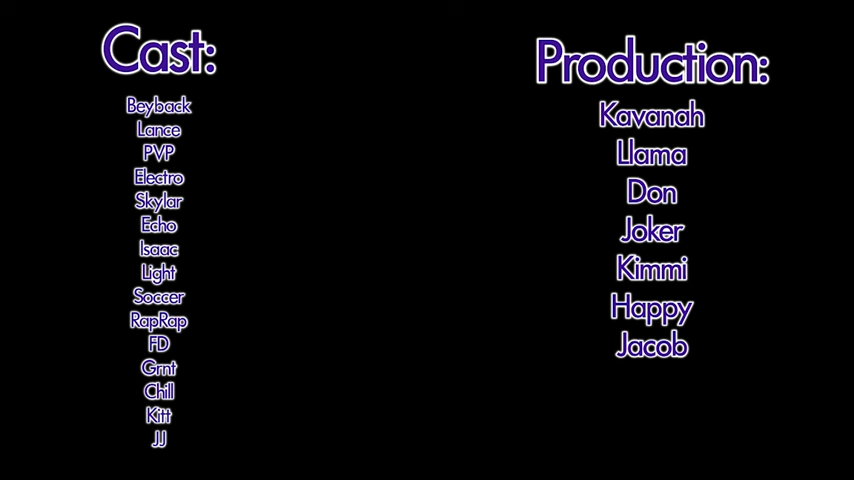 Cast:
Beyback
Lance
PVP
Electro
Skylar
Echo
Isaac
Light
Soccer
RapRap
FD
Grnt
Chill
Kitt
JJ
Production:
Kavanah
Llama
Don
Joker
Kimmi
Happy
Jacob